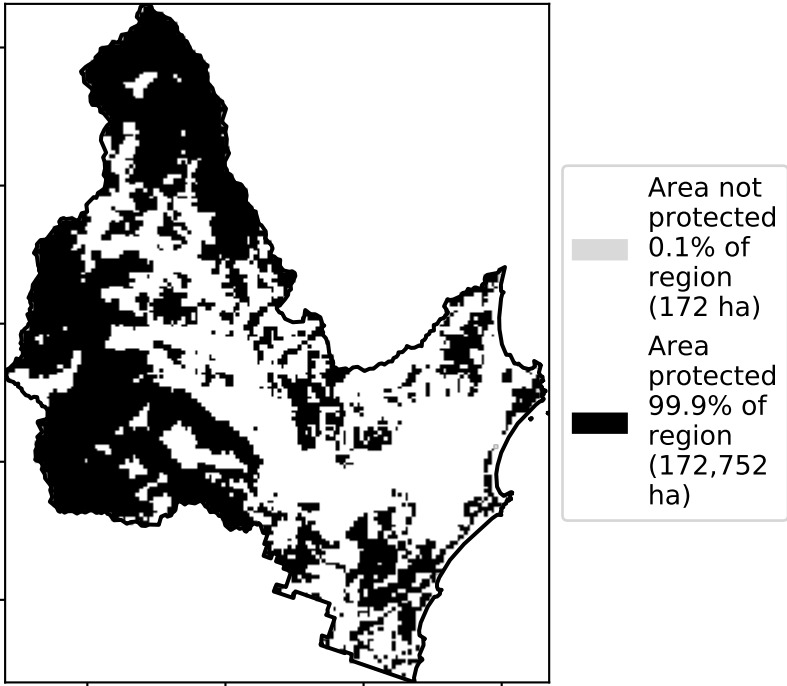 Area not
protected
0.1% of
region
(172 ha)
Area
protected
99.9% of
region
(172,752
ha)